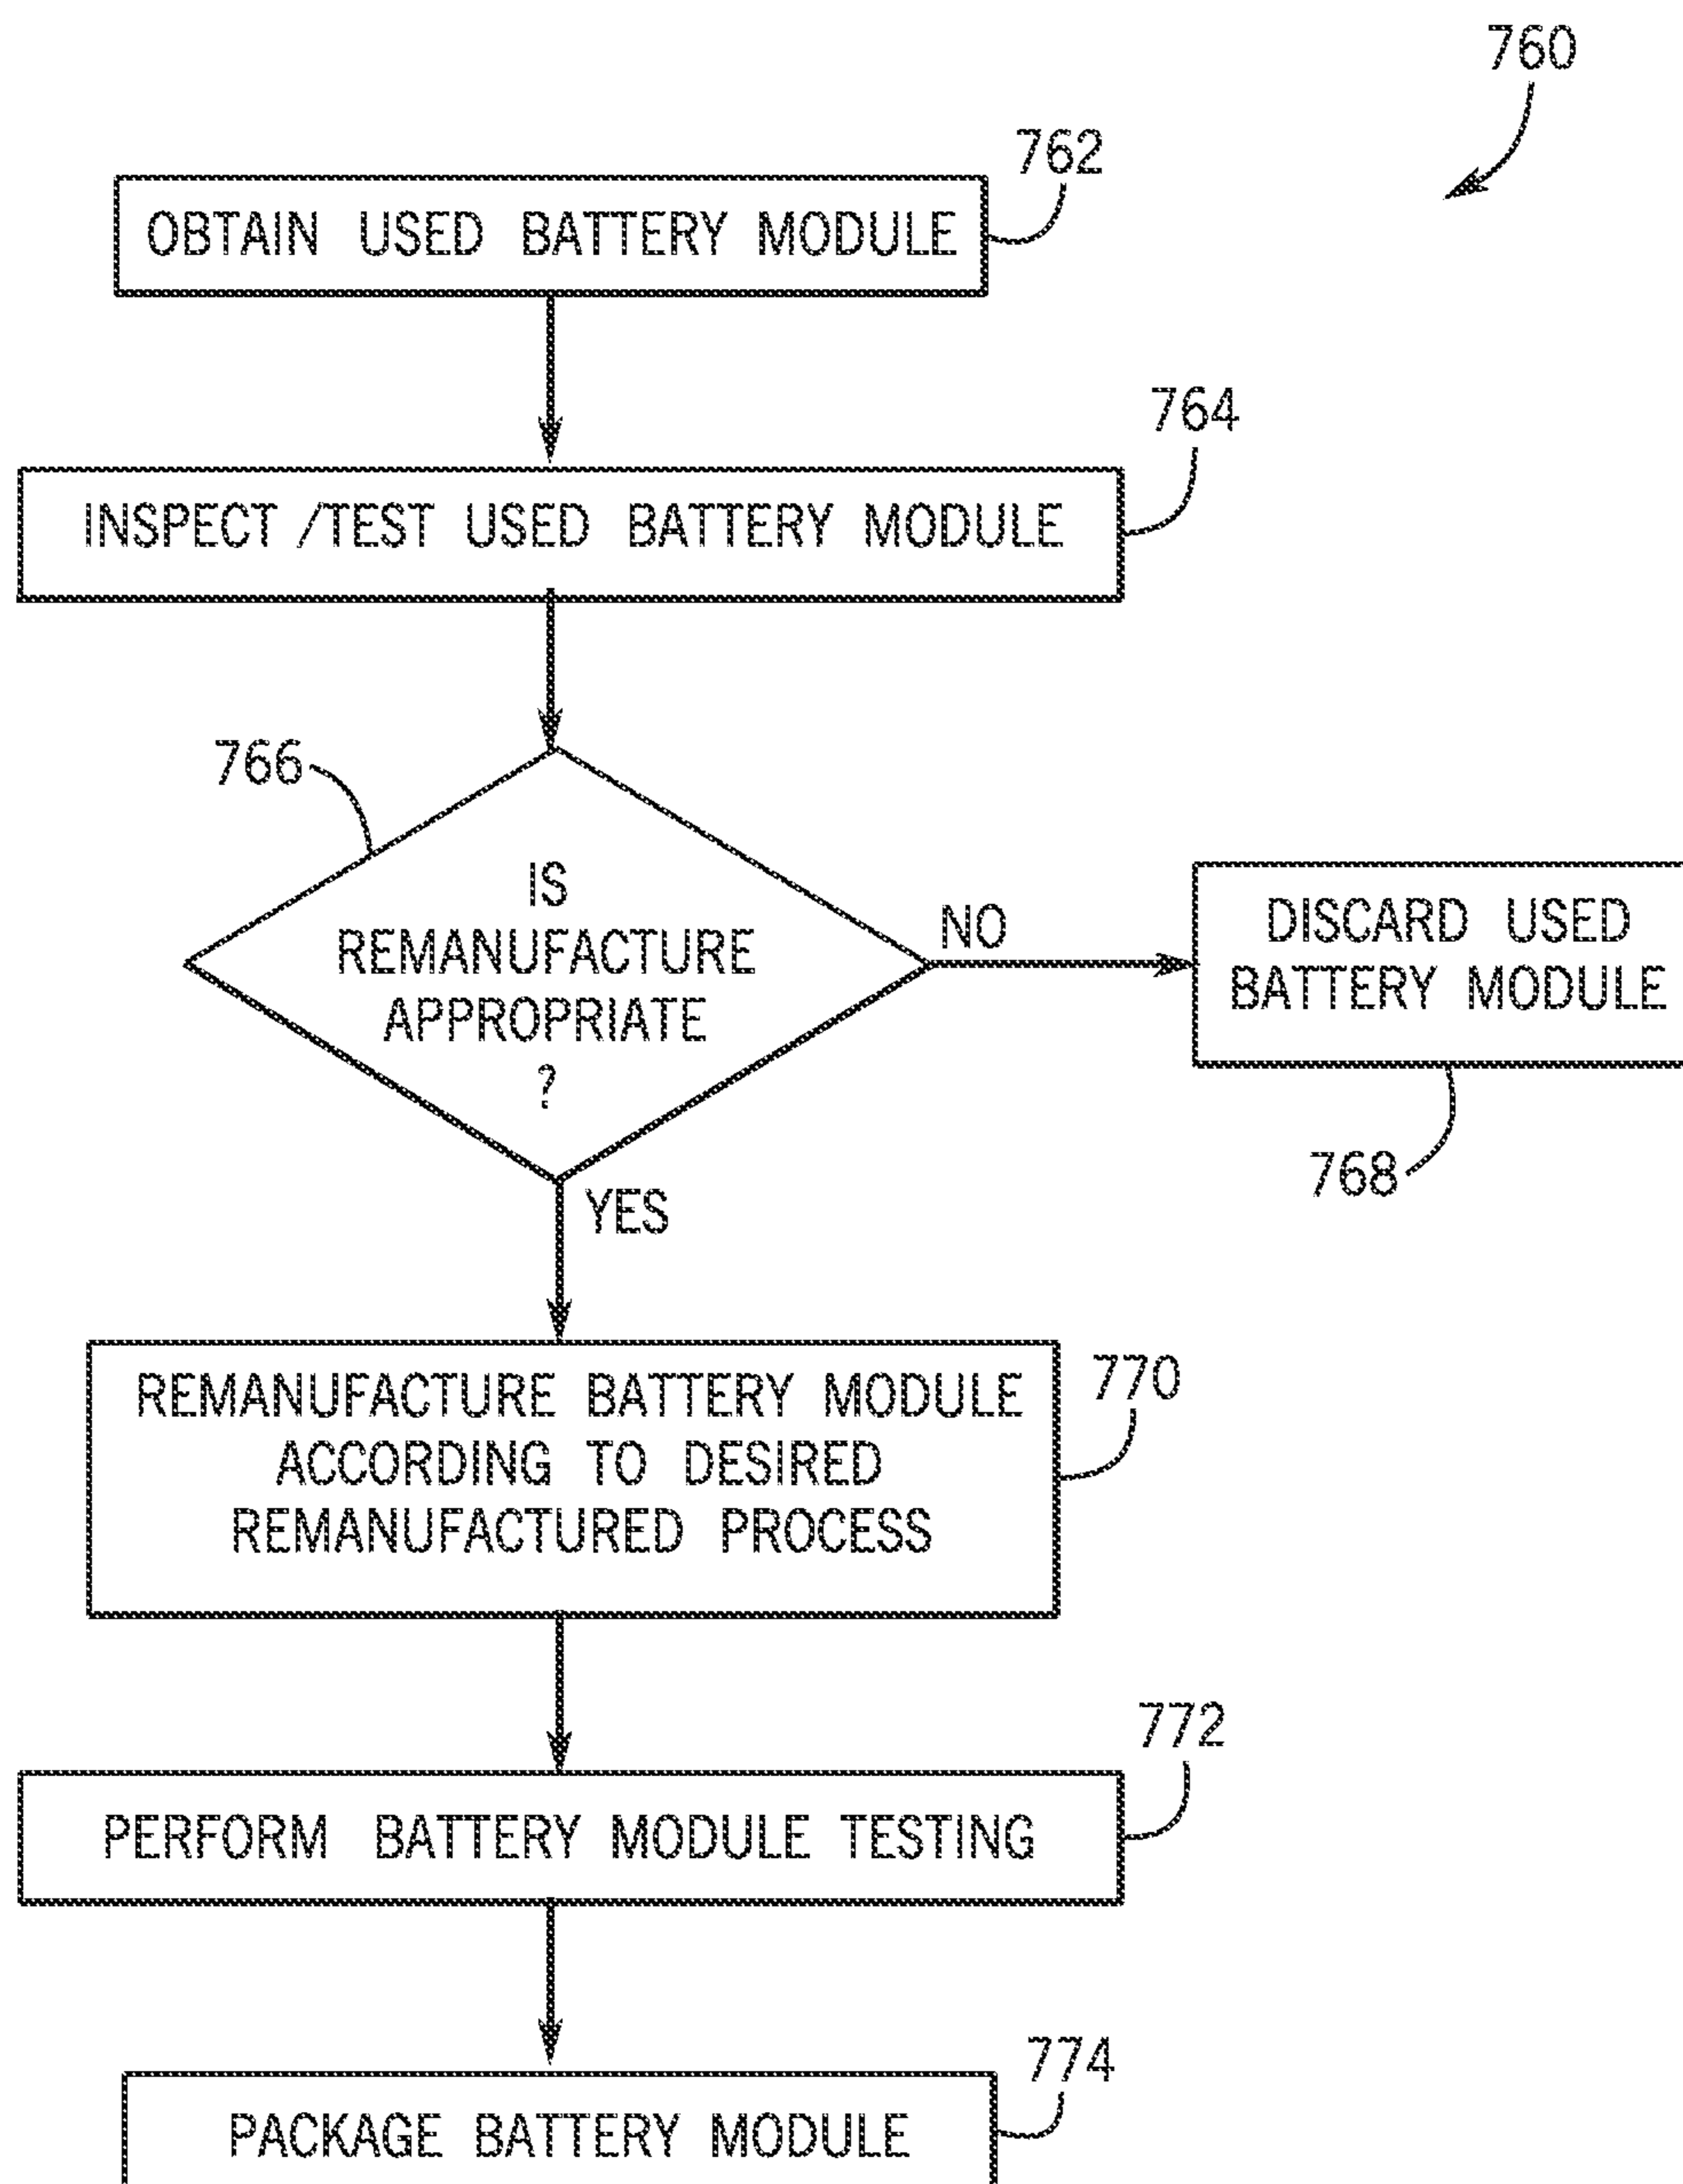 760
762
OBTAIN USED BATTERY MODULE
764
INSPECT /TEST USED BATTERY MODULE
766
IS
REMANUFACTURE
APPROPRIATE
?
NO
DISCARD USED
BATTERY MODULE
768
YES
REMANUFACTURE BATTERY MODULE
ACCORDING TO DESIRED
REMANUFACTURED PROCESS
770
772
PERFORM BATTERY MODULE TESTING
774
PACKAGE BATTERY MODULE